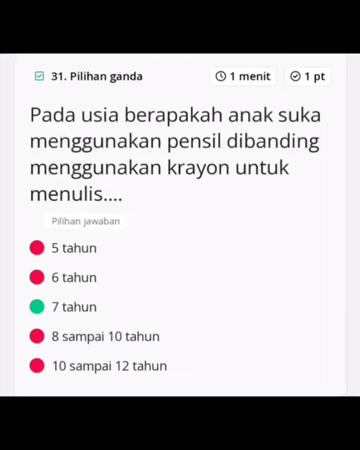 31. Pilihan ganda
1 menit
1 pt
Pada usia berapakah anak suka
menggunakan pensil dibanding
menggunakan krayon untuk
menulis....
Pilihan jawaban
5 tahun
6 tahun
7 tahun
8 sampai 10 tahun
10 sampai 12 tahun